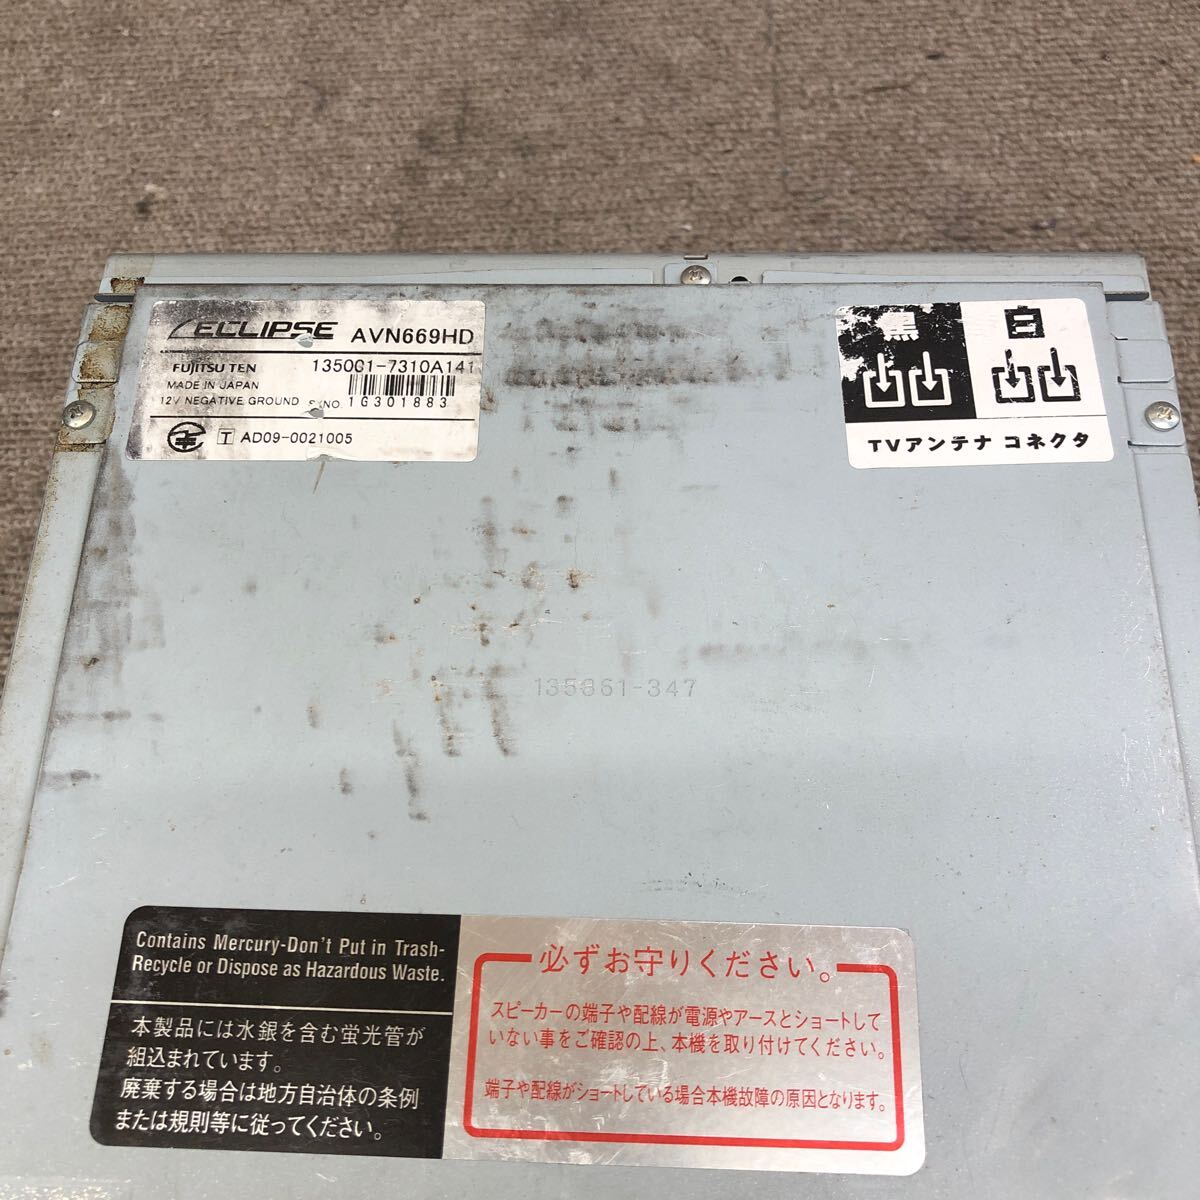 ECLIPSE AVN669HD
FUJITSU TEN 135001-7310A141
MADE IN JAPAN
12V NEGATIVE GROUND S/NO. 1G301883
T AD09-0021005
黒 白
TVアンテナ コネクタ
135861-347
Contains Mercury-Don't Put in Trash-
Recycle or Dispose as Hazardous Waste.
本製品には水銀を含む蛍光管が
組込まれています。
廃棄する場合は地方自治体の条例
または規則等に従ってください。
必ずお守りください。
スピーカーの端子や配線が電源やアースとショートして
いない事をご確認の上、本機を取り付けてください。
端子や配線がショートしている場合本機故障の原因となります。